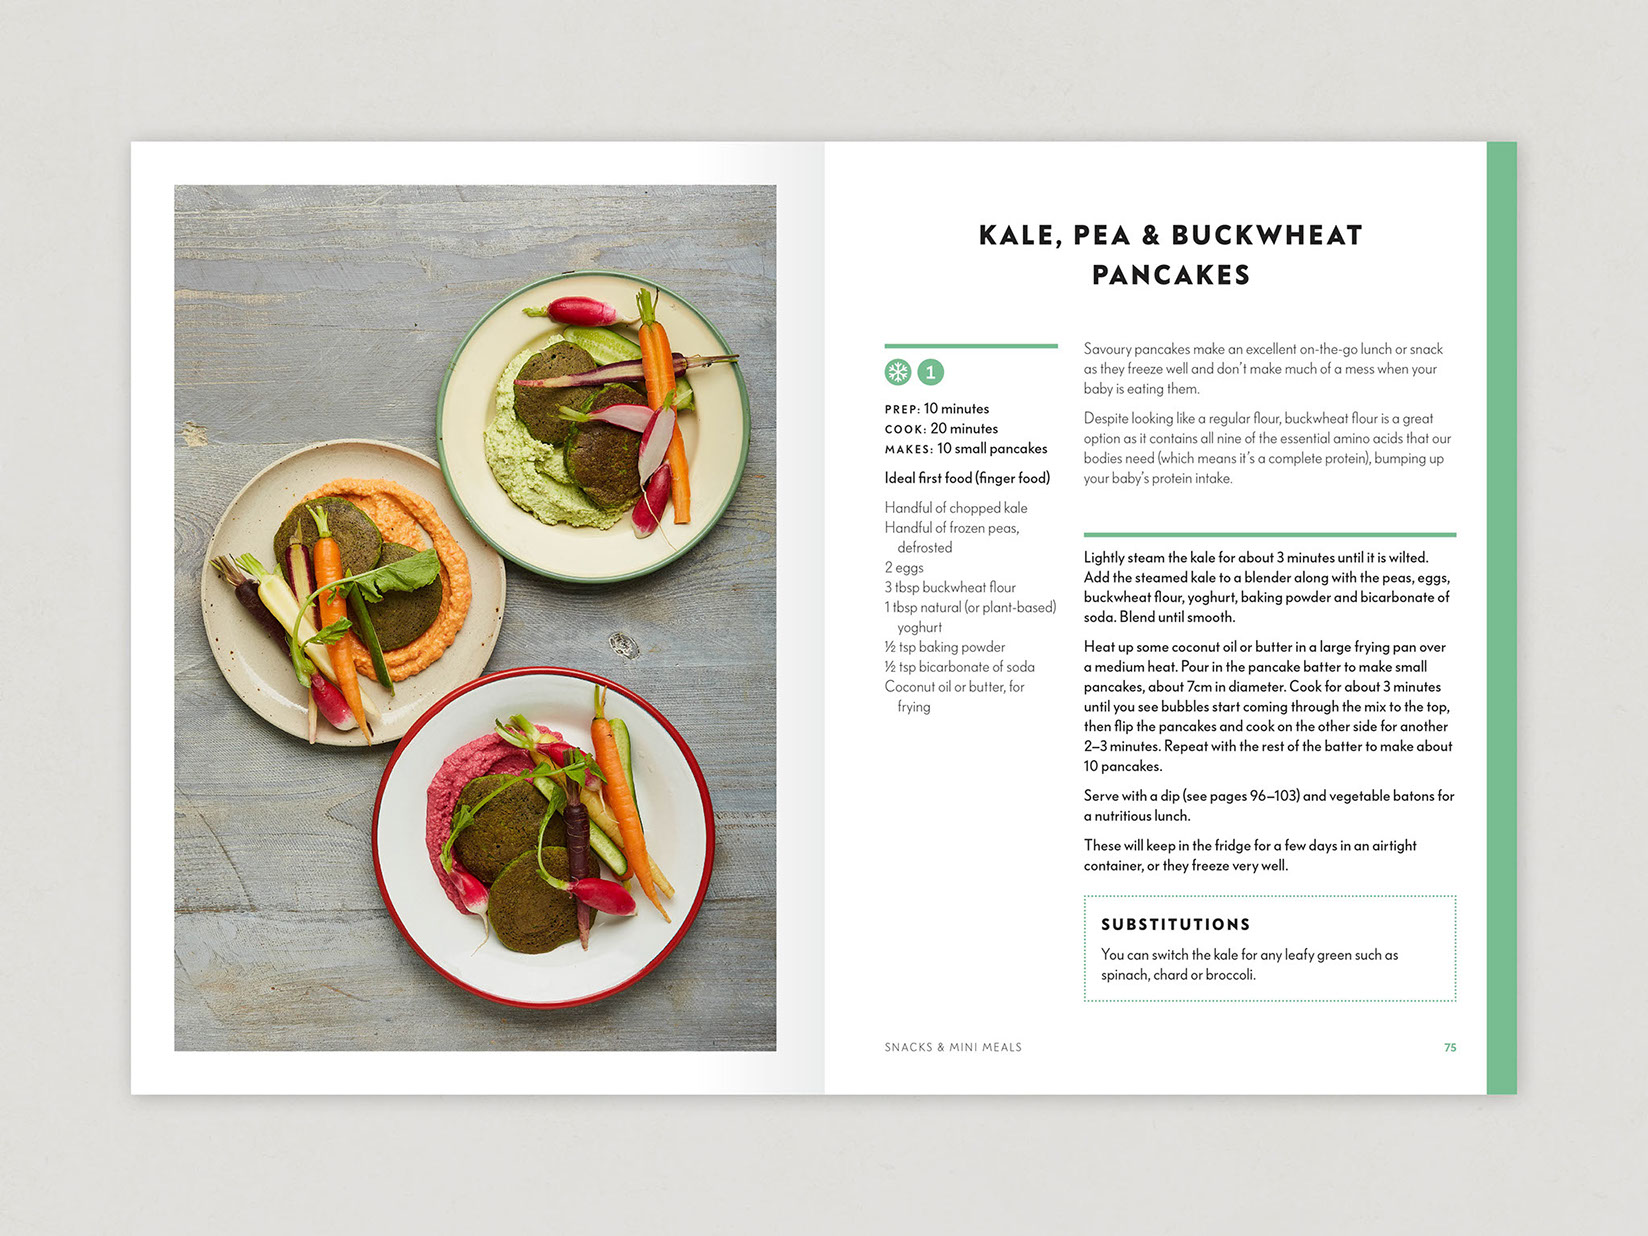 KALE, PEA & BUCKWHEAT
PANCAKES
1
PREP: 10 minutes
COOK: 20 minutes
MAKES: 10 small pancakes
Ideal first food (finger food)
Handful of chopped kale
Handful of frozen peas,
defrosted
2 eggs
3 tbsp buckwheat flour
1 tbsp natural (or plant-based)
yoghurt
½ tsp baking powder
½ tsp bicarbonate of soda
Coconut oil or butter, for
frying
Savoury pancakes make an excellent on-the-go lunch or snack
as they freeze well and don’t make much of a mess when your
baby is eating them.
Despite looking like a regular flour, buckwheat flour is a great
option as it contains all nine of the essential amino acids that our
bodies need (which means it’s a complete protein), bumping up
your baby’s protein intake.
Lightly steam the kale for about 3 minutes until it is wilted.
Add the steamed kale to a blender along with the peas, eggs,
buckwheat flour, yoghurt, baking powder and bicarbonate of
soda. Blend until smooth.
Heat up some coconut oil or butter in a large frying pan over
a medium heat. Pour in the pancake batter to make small
pancakes, about 7cm in diameter. Cook for about 3 minutes
until you see bubbles start coming through the mix to the top,
then flip the pancakes and cook on the other side for another
2–3 minutes. Repeat with the rest of the batter to make about
10 pancakes.
Serve with a dip (see pages 96–103) and vegetable batons for
a nutritious lunch.
These will keep in the fridge for a few days in an airtight
container, or they freeze very well.
SUBSTITUTIONS
You can switch the kale for any leafy green such as
spinach, chard or broccoli.
SNACKS & MINI MEALS
75